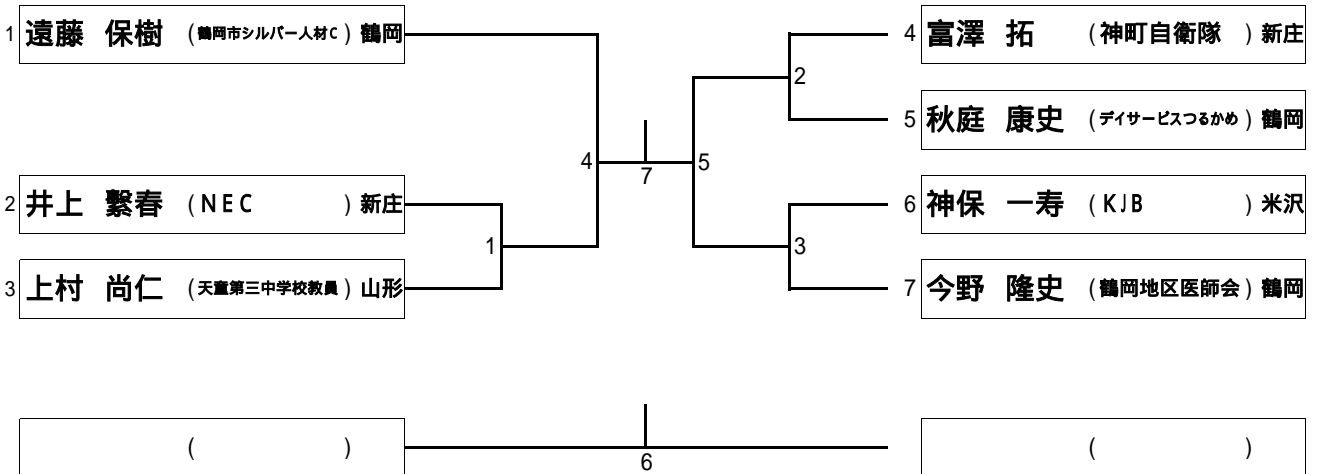 1 遠藤 保樹 (鶴岡市シルバー人材C) 鶴岡
4 富澤 拓 (神町自衛隊 ) 新庄
2
5 秋庭 康史 (デイサービスつるかめ) 鶴岡
4
7
5
2 井上 繋春 (NEC ) 新庄
6 神保 一寿 (KJB ) 米沢
1
3
3 上村 尚仁 (天童第三中学校教員) 山形
7 今野 隆史 (鶴岡地区医師会) 鶴岡
( )
6
( )